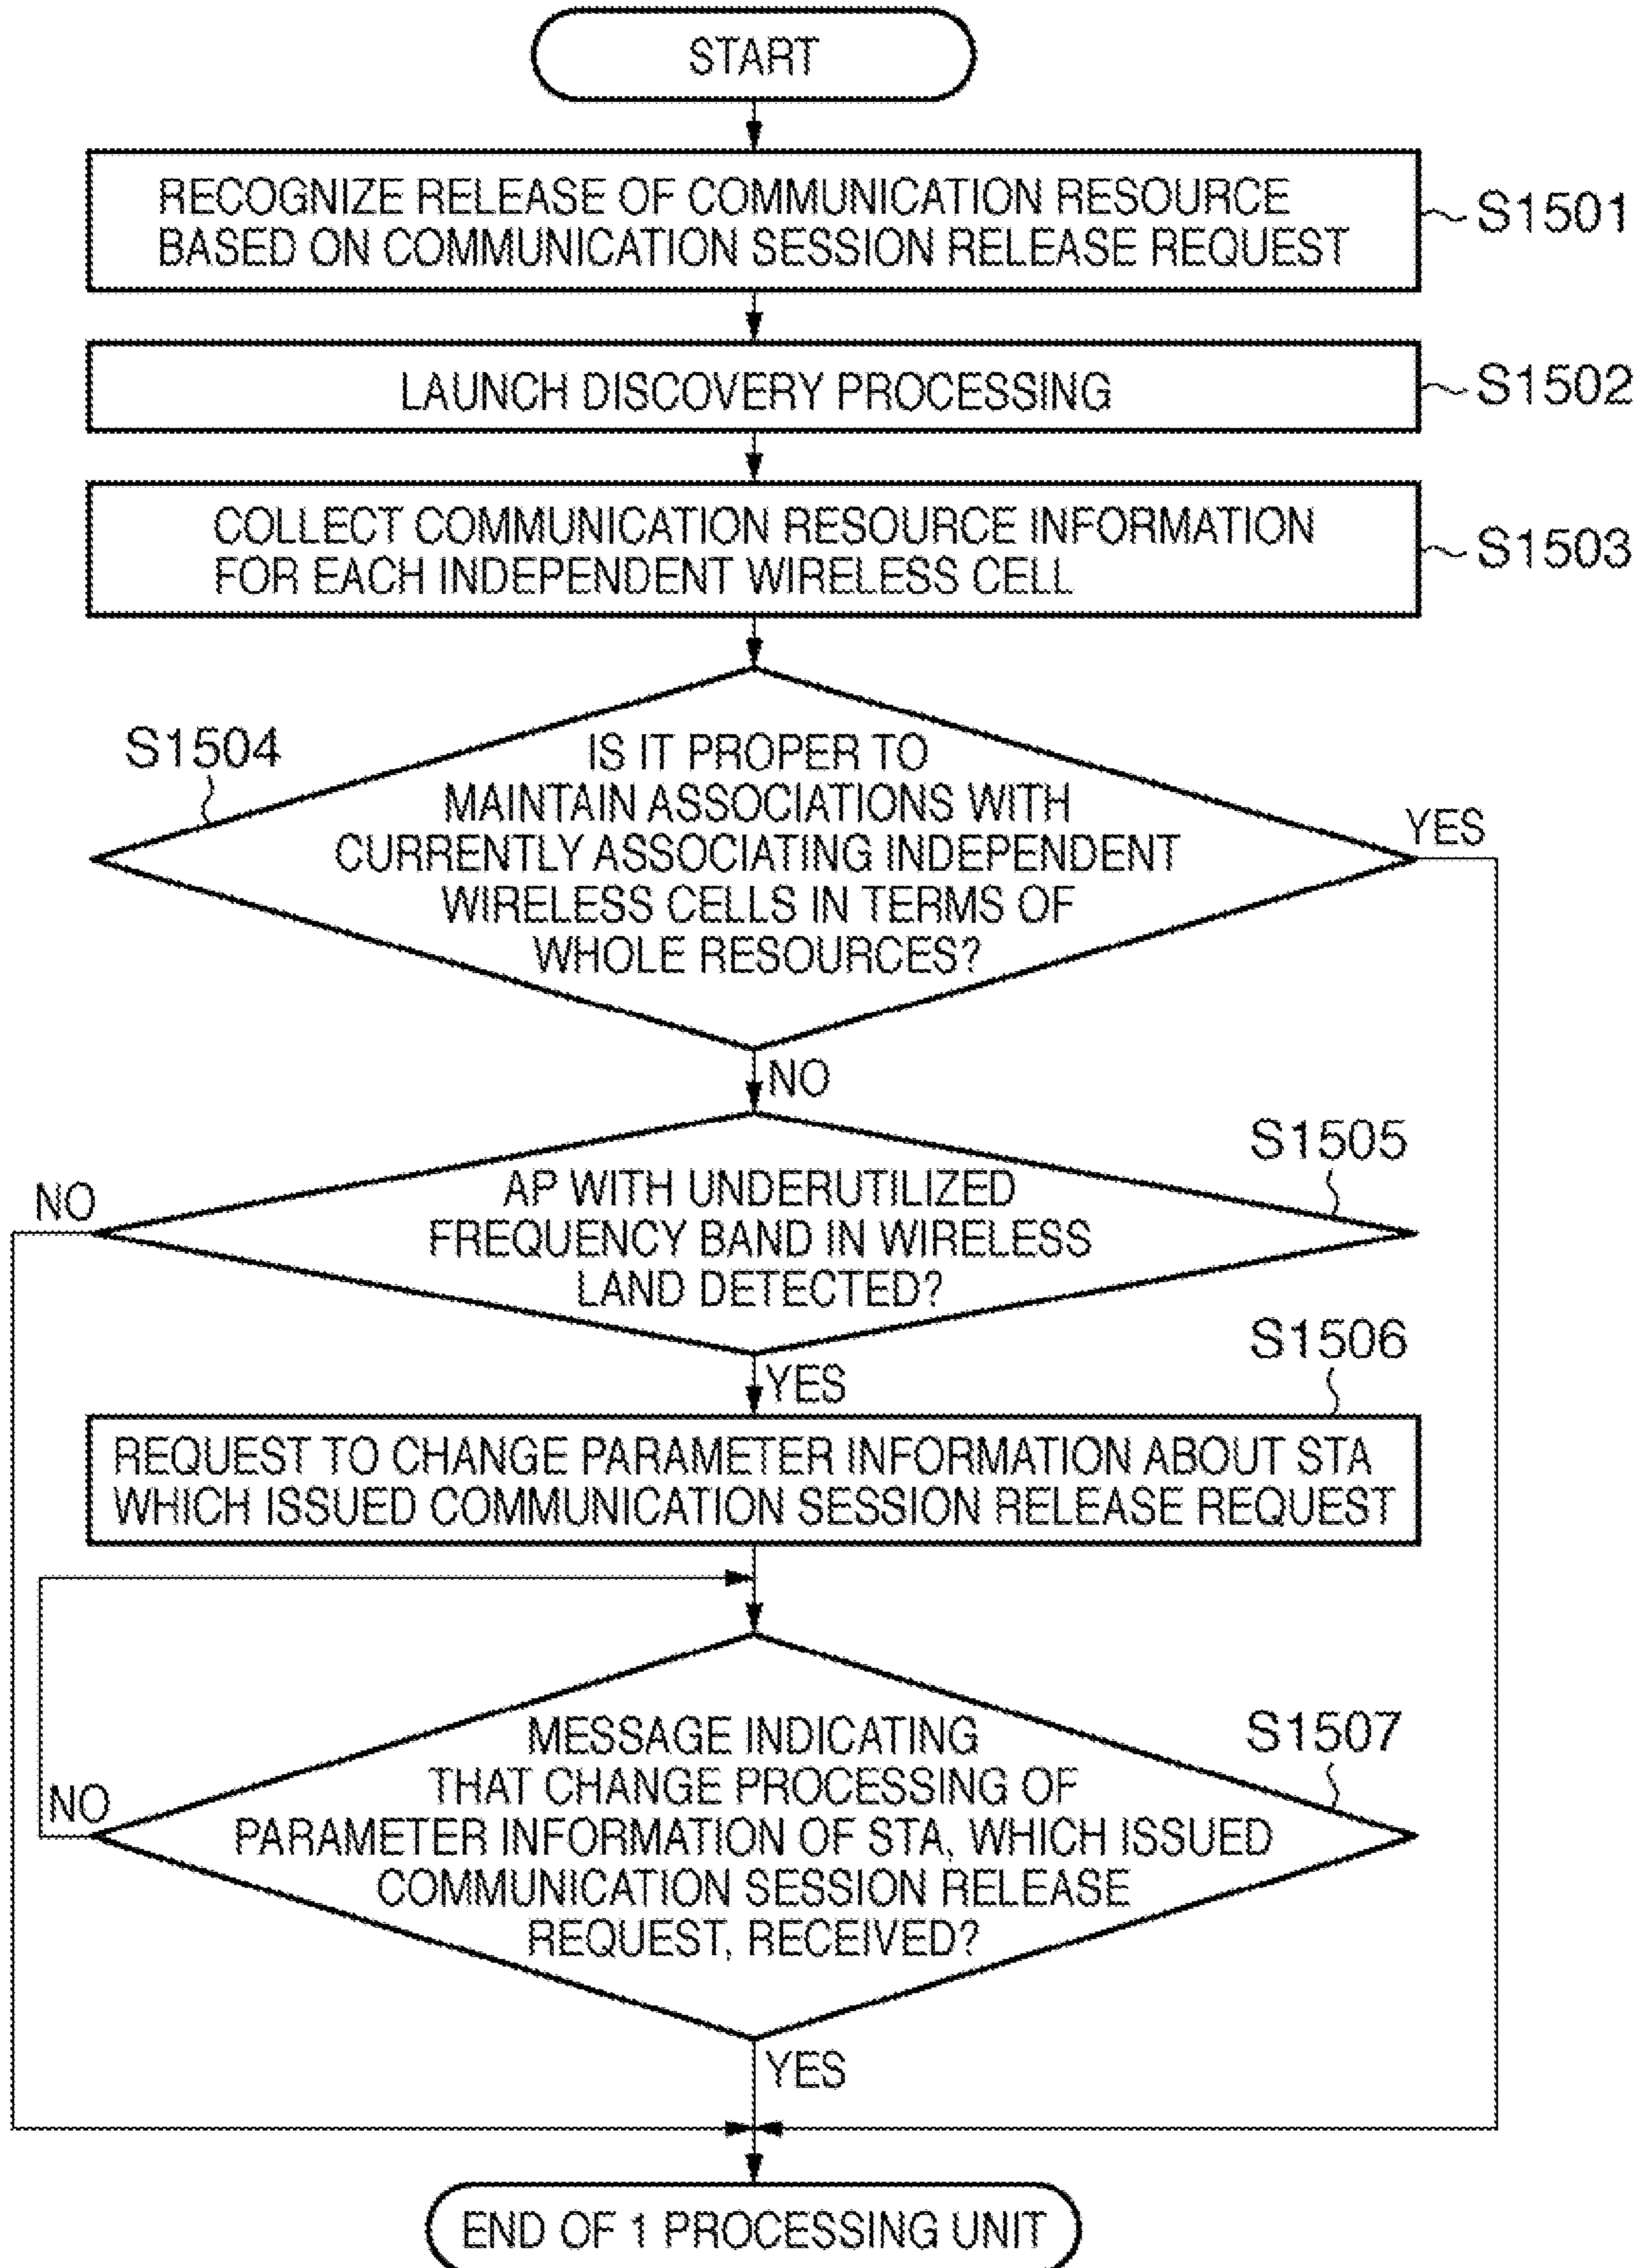 START
RECOGNIZE RELEASE OF COMMUNICATION RESOURCE
BASED ON COMMUNICATION SESSION RELEASE REQUEST
S1501
LAUNCH DISCOVERY PROCESSING
S1502
COLLECT COMMUNICATION RESOURCE INFORMATION
FOR EACH INDEPENDENT WIRELESS CELL
S1503
S1504
IS IT PROPER TO
MAINTAIN ASSOCIATIONS WITH
CURRENTLY ASSOCIATING INDEPENDENT
WIRELESS CELLS IN TERMS OF
WHOLE RESOURCES?
YES
NO
S1505
AP WITH UNDERUTILIZED
FREQUENCY BAND IN WIRELESS
LAND DETECTED?
NO
YES
S1506
REQUEST TO CHANGE PARAMETER INFORMATION ABOUT STA
WHICH ISSUED COMMUNICATION SESSION RELEASE REQUEST
S1507
MESSAGE INDICATING
THAT CHANGE PROCESSING OF
PARAMETER INFORMATION OF STA, WHICH ISSUED
COMMUNICATION SESSION RELEASE
REQUEST, RECEIVED?
NO
YES
END OF 1 PROCESSING UNIT